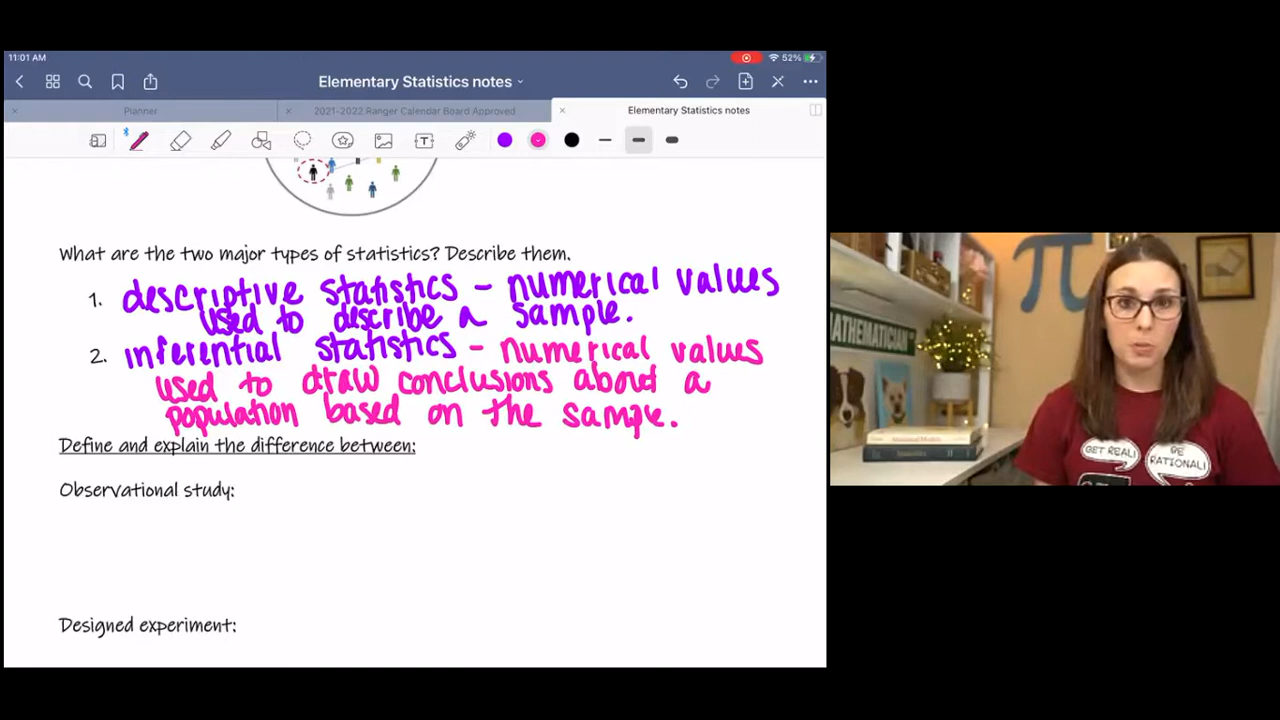 11:01 AM
52%
Elementary Statistics notes
Planner
2021-2022 Ranger Calendar Board Approved
Elementary Statistics notes
What are the two major types of statistics? Describe them.
1. descriptive statistics - numerical values
used to describe a sample.
2. inferential statistics - numerical values
used to draw conclusions about a
population based on the sample.
Define and explain the difference between:
Observational study:
Designed experiment:
MATHEMATICIAN
GET REAL!
BE
RATIONAL!